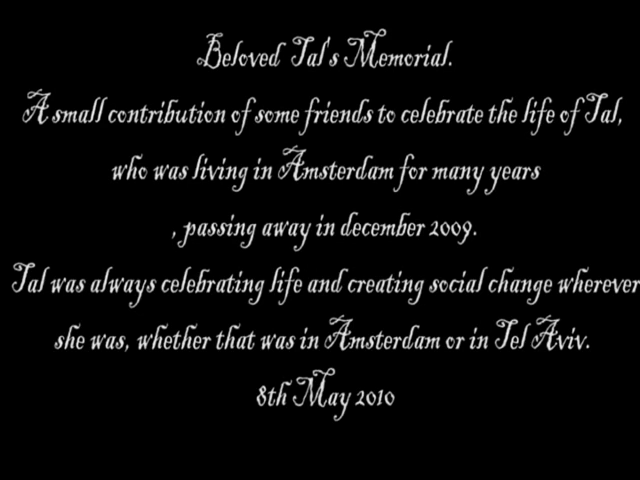 Beloved Tal's Memorial.
A small contribution of some friends to celebrate the life of Tal,
who was living in Amsterdam for many years
, passing away in december 2009.
Tal was always celebrating life and creating social change wherever
she was, whether that was in Amsterdam or in Tel Aviv.
8th May 2010